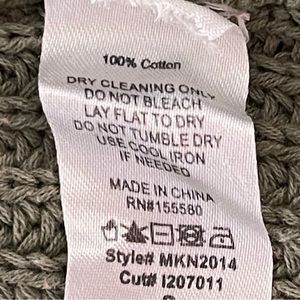 100% Cotton
DRY CLEANING ONLY
DO NOT BLEACH
LAY FLAT TO DRY
DO NOT TUMBLE DRY
USE COOL IRON
IF NEEDED
MADE IN CHINA
RN#155580
Style# MKN2014
Cut# I207011